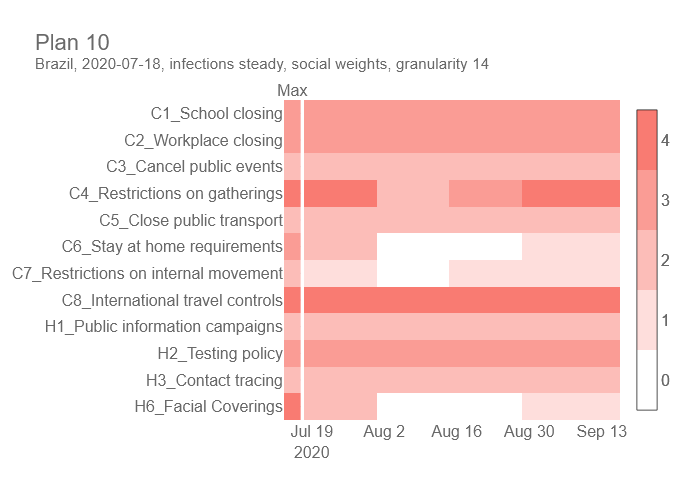 Plan 10
Brazil, 2020-07-18, infections steady, social weights, granularity 14
Max
C1_School closing
C2_Workplace closing
C3_Cancel public events
C4_Restrictions on gatherings
C5_Close public transport
C6_Stay at home requirements
C7_Restrictions on internal movement
C8_International travel controls
H1_Public information campaigns
H2_Testing policy
H3_Contact tracing
H6_Facial Coverings
Jul 19 Aug 2 Aug 16 Aug 30 Sep 13
2020
4
3
2
1
0